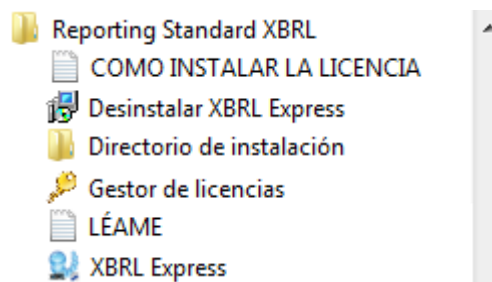 Reporting Standard XBRL
COMO INSTALAR LA LICENCIA
Desinstalar XBRL Express
Directorio de instalación
Gestor de licencias
LÉAME
XBRL Express